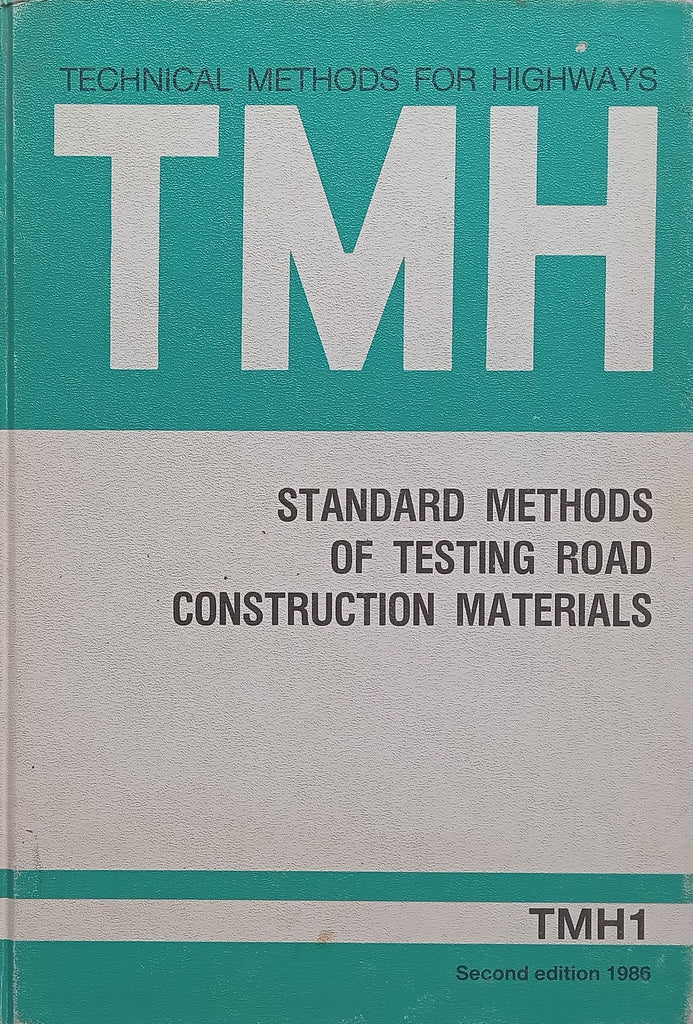 TECHNICAL METHODS FOR HIGHWAYS
TMH
STANDARD METHODS
OF TESTING ROAD
CONSTRUCTION MATERIALS
TMH1
Second edition 1986